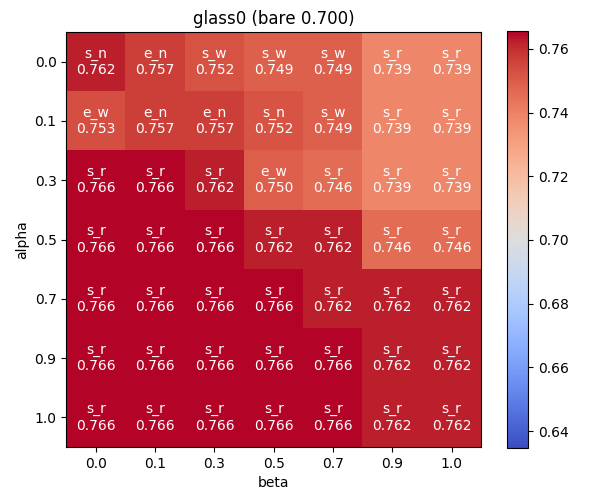 glass0 (bare 0.700)
alpha
0.0
s_n e_n s_w s_w s_w s_r s_r
0.762 0.757 0.752 0.749 0.749 0.739 0.739
0.1
e_w e_n e_n s_n s_w s_r s_r
0.753 0.757 0.757 0.752 0.749 0.739 0.739
0.3
s_r s_r s_r e_w s_r s_r s_r
0.766 0.766 0.762 0.750 0.746 0.739 0.739
0.5
s_r s_r s_r s_r s_r s_r s_r
0.766 0.766 0.766 0.762 0.762 0.746 0.746
0.7
s_r s_r s_r s_r s_r s_r s_r
0.766 0.766 0.766 0.766 0.762 0.762 0.762
0.9
s_r s_r s_r s_r s_r s_r s_r
0.766 0.766 0.766 0.766 0.766 0.762 0.762
1.0
s_r s_r s_r s_r s_r s_r s_r
0.766 0.766 0.766 0.766 0.766 0.762 0.762
0.0 0.1 0.3 0.5 0.7 0.9 1.0
beta
0.76
0.74
0.72
0.70
0.68
0.66
0.64